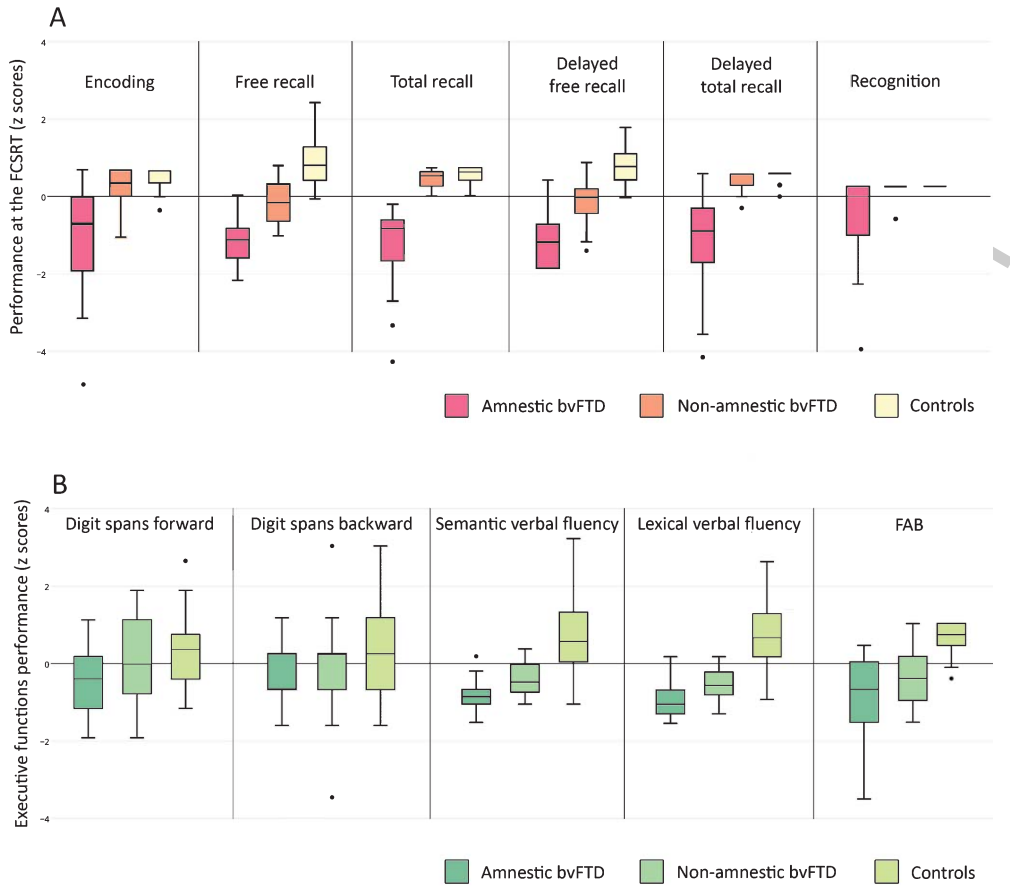 A
Performance at the FCSRT (z scores)
4
2
0
−2
−4
Encoding
Free recall
Total recall
Delayed
free recall
Delayed
total recall
Recognition
Amnestic bvFTD
Non-amnestic bvFTD
Controls
B
Executive functions performance (z scores)
4
2
0
−2
−4
Digit spans forward
Digit spans backward
Semantic verbal fluency
Lexical verbal fluency
FAB
Amnestic bvFTD
Non-amnestic bvFTD
Controls